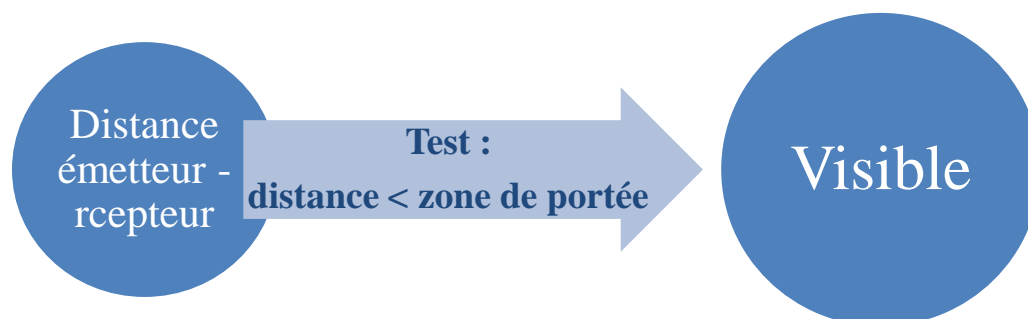 Distance
émetteur -
rcepteur
Test :
distance < zone de portée
Visible